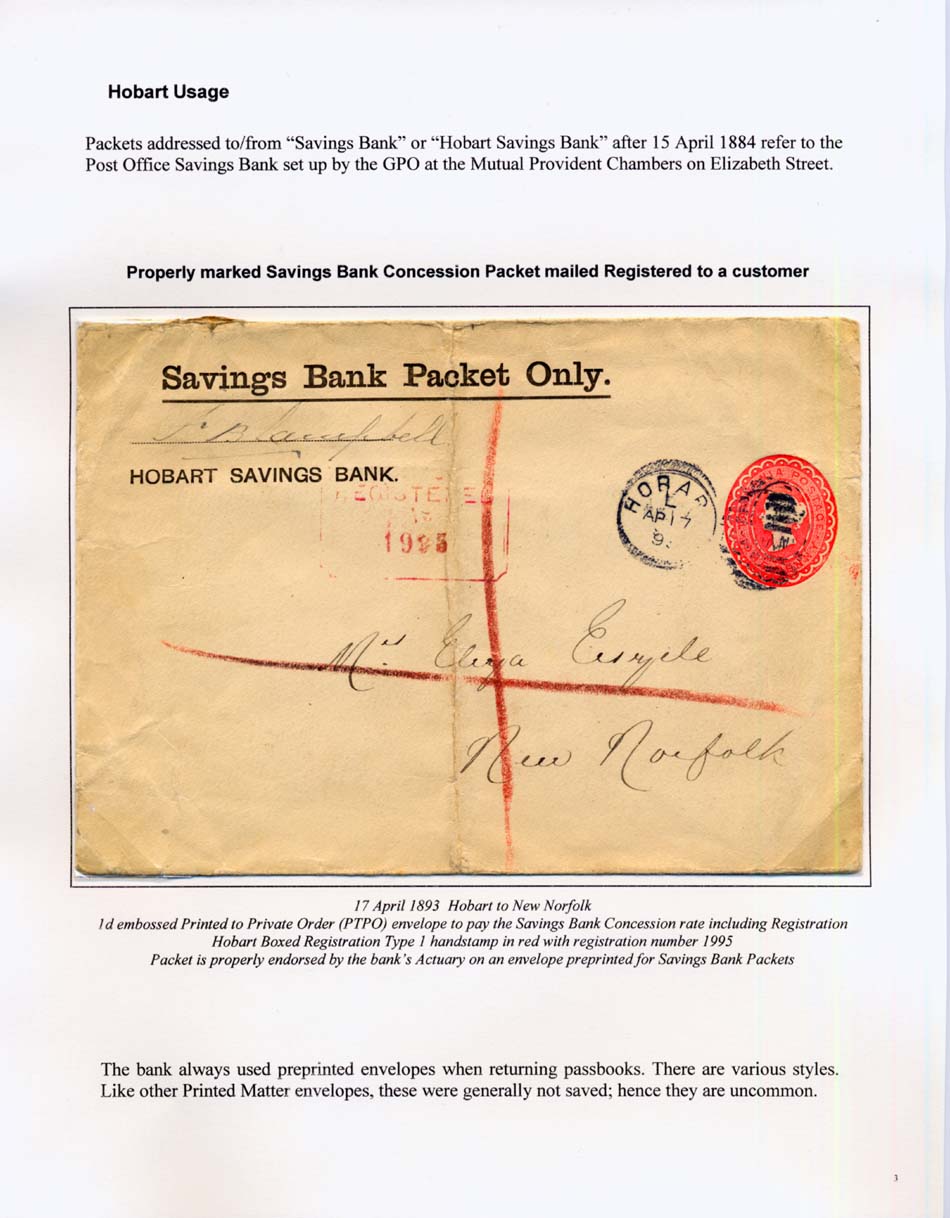 Hobart Usage
Packets addressed to/from “Savings Bank” or “Hobart Savings Bank” after 15 April 1884 refer to the
Post Office Savings Bank set up by the GPO at the Mutual Provident Chambers on Elizabeth Street.
Properly marked Savings Bank Concession Packet mailed Registered to a customer
Savings Bank Packet Only.
Campbell
HOBART SAVINGS BANK.
REGISTERED
HOBAR
L
AP 17
9
POSTAGE
Mrs Eliza
New Norfolk
17 April 1893 Hobart to New Norfolk
1d embossed Printed to Private Order (PTPO) envelope to pay the Savings Bank Concession rate including Registration
Hobart Boxed Registration Type 1 handstamp in red with registration number 1995
Packet is properly endorsed by the bank's Actuary on an envelope preprinted for Savings Bank Packets
The bank always used preprinted envelopes when returning passbooks. There are various styles.
Like other Printed Matter envelopes, these were generally not saved; hence they are uncommon.
3